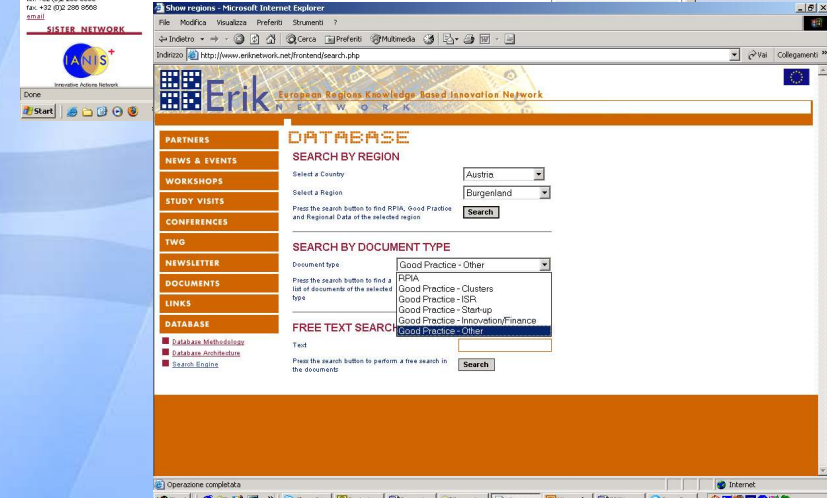 fax. +32 (0)2 286 8568
email
SISTER NETWORK
IANIS+
Innovative Actions Network
Done
Start
Show regions - Microsoft Internet Explorer
File Modifica Visualizza Preferiti Strumenti ?
Indietro Cerca Preferiti Multimedia
Indirizzo http://www.eriknetwork.net/frontend/search.php Vai Collegamenti »
Erik European Regions Knowledge Based Innovation Network
NETWORK
PARTNERS
NEWS & EVENTS
WORKSHOPS
STUDY VISITS
CONFERENCES
TWG
NEWSLETTER
DOCUMENTS
LINKS
DATABASE
Database Methodology
Database Architecture
Search Engine
DATABASE
SEARCH BY REGION
Select a Country Austria
Select a Region Burgenland
Press the search button to find RPIA, Good Practice
and Regional Data of the selected region
Search
SEARCH BY DOCUMENT TYPE
Document type Good Practice - Other
Press the search button to find a
list of documents of the selected
type
RPIA
Good Practice - Clusters
Good Practice - ISR
Good Practice - Start-up
Good Practice - Innovation/Finance
Good Practice - Other
FREE TEXT SEARCH
Text
Press the search button to perform a free search in
the documents
Search
Operazione completata
Internet